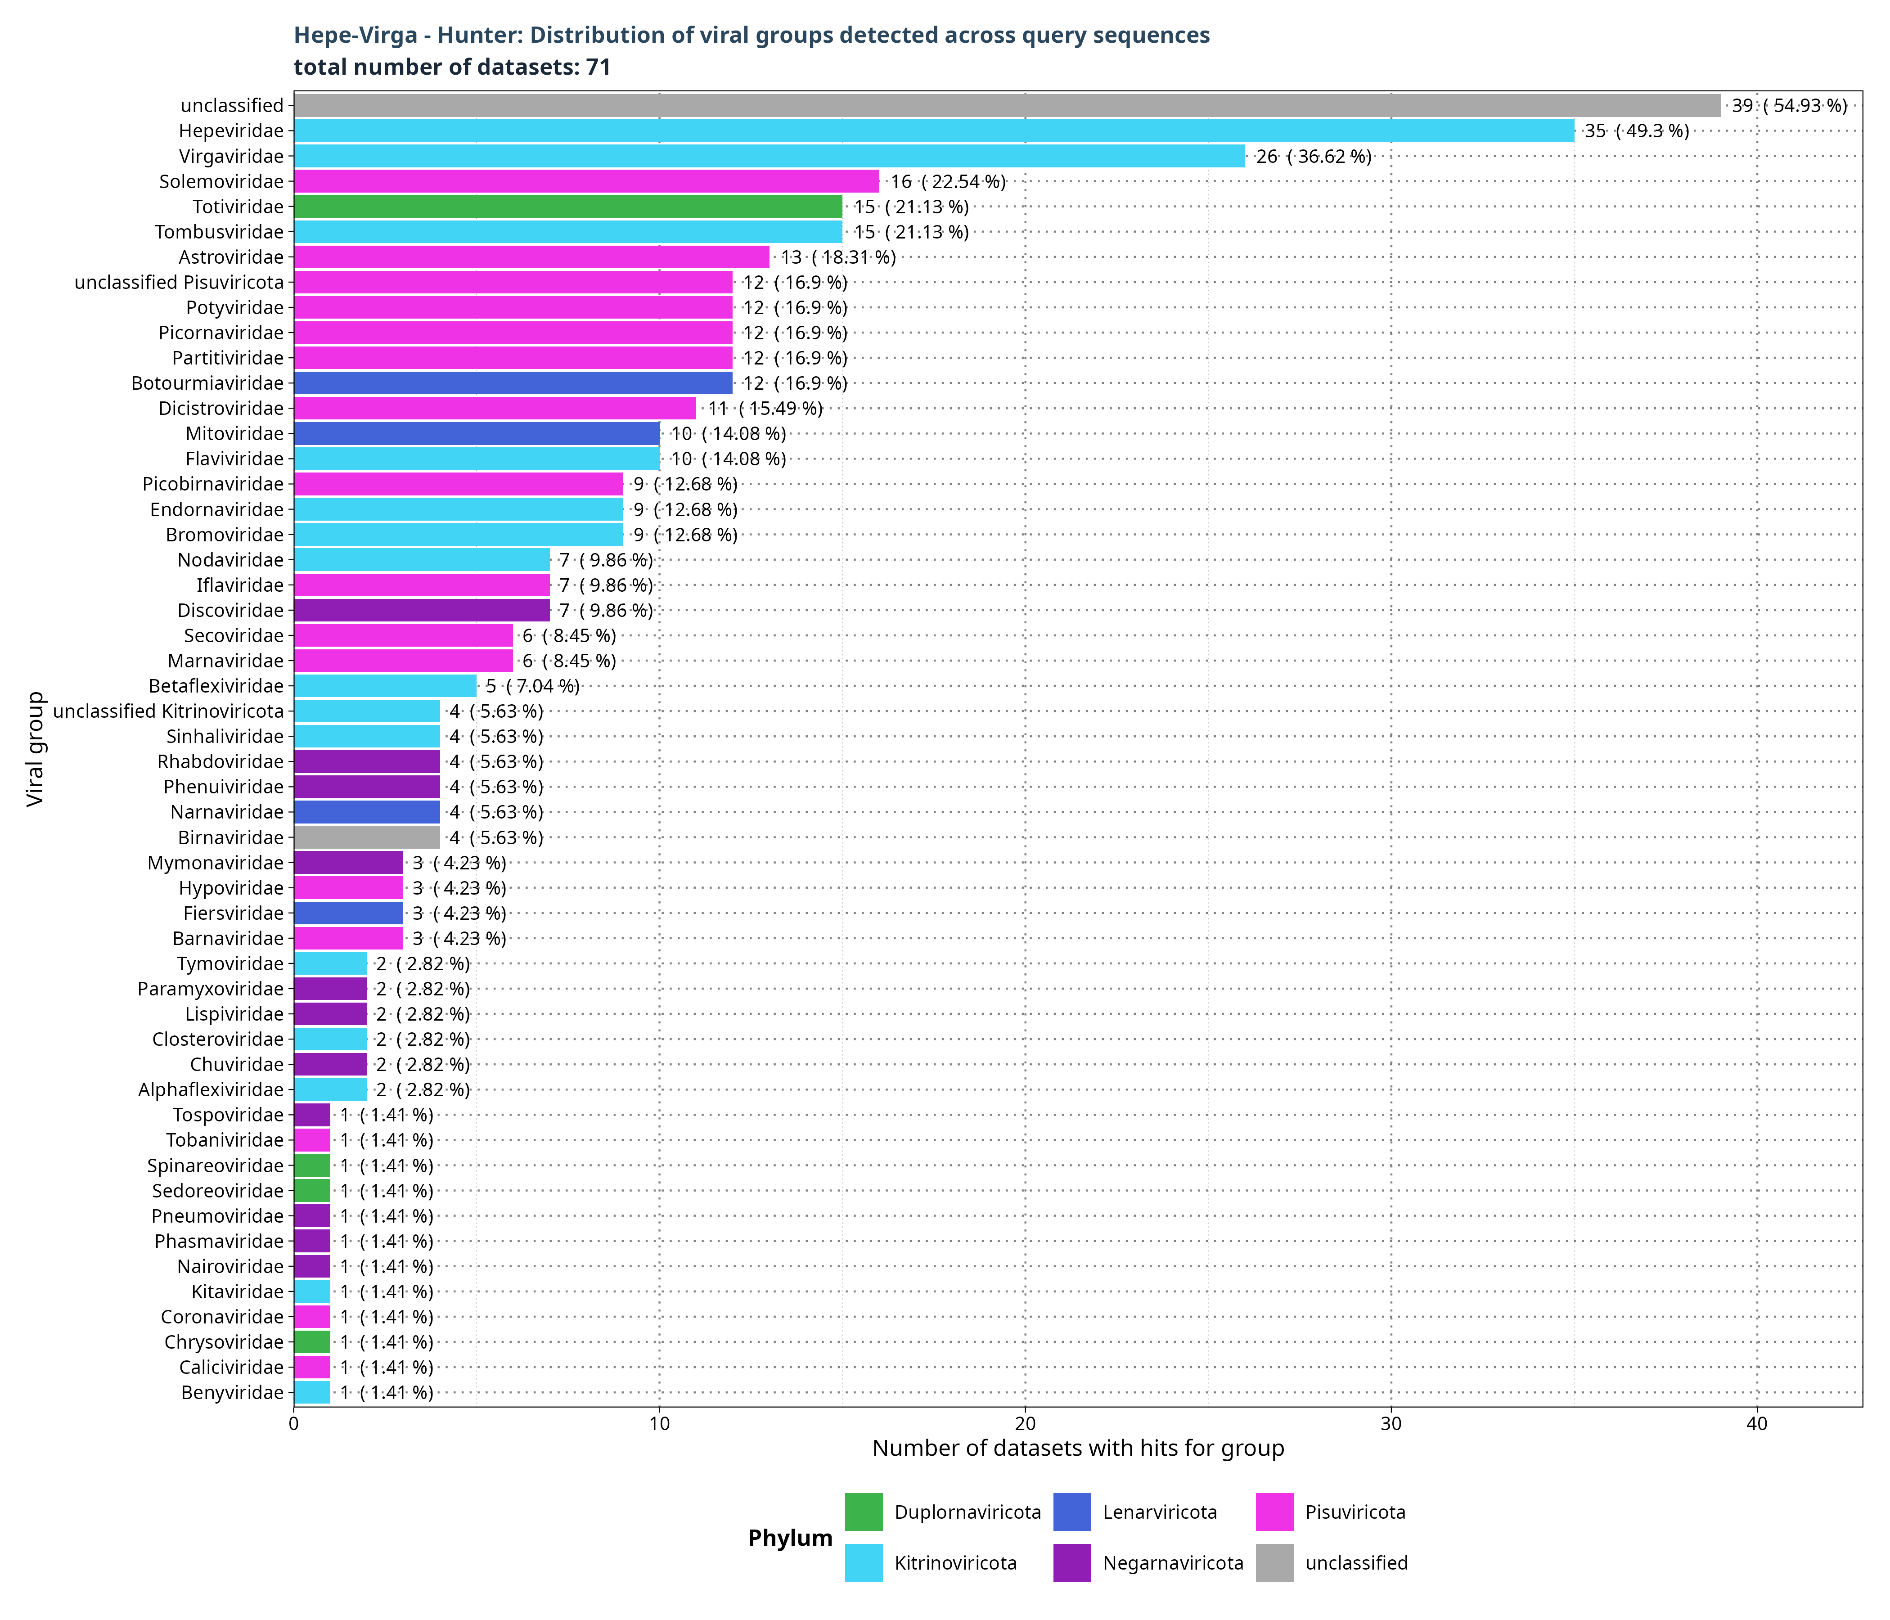 Hepe-Virga - Hunter: Distribution of viral groups detected across query sequences
total number of datasets: 71
unclassified 39 ( 54.93 %)
Hepeviridae 35 ( 49.3 %)
Virgaviridae 26 ( 36.62 %)
Solemoviridae 16 ( 22.54 %)
Totiviridae 15 ( 21.13 %)
Tombusviridae 15 ( 21.13 %)
Astroviridae 13 ( 18.31 %)
unclassified Pisuviricota 12 ( 16.9 %)
Potyviridae 12 ( 16.9 %)
Picornaviridae 12 ( 16.9 %)
Partitiviridae 12 ( 16.9 %)
Botourmiaviridae 12 ( 16.9 %)
Dicistroviridae 11 ( 15.49 %)
Mitoviridae 10 ( 14.08 %)
Flaviviridae 10 ( 14.08 %)
Picobirnaviridae 9 ( 12.68 %)
Endornaviridae 9 ( 12.68 %)
Bromoviridae 9 ( 12.68 %)
Nodaviridae 7 ( 9.86 %)
Iflaviridae 7 ( 9.86 %)
Discoviridae 7 ( 9.86 %)
Secoviridae 6 ( 8.45 %)
Marnaviridae 6 ( 8.45 %)
Betaflexiviridae 5 ( 7.04 %)
unclassified Kitrinoviricota 4 ( 5.63 %)
Sinhaliviridae 4 ( 5.63 %)
Rhabdoviridae 4 ( 5.63 %)
Phenuiviridae 4 ( 5.63 %)
Narnaviridae 4 ( 5.63 %)
Birnaviridae 4 ( 5.63 %)
Mymonaviridae 3 ( 4.23 %)
Hypoviridae 3 ( 4.23 %)
Fiersviridae 3 ( 4.23 %)
Barnaviridae 3 ( 4.23 %)
Tymoviridae 2 ( 2.82 %)
Paramyxoviridae 2 ( 2.82 %)
Lispiviridae 2 ( 2.82 %)
Closteroviridae 2 ( 2.82 %)
Chuviridae 2 ( 2.82 %)
Alphaflexiviridae 2 ( 2.82 %)
Tospoviridae 1 ( 1.41 %)
Tobaniviridae 1 ( 1.41 %)
Spinareoviridae 1 ( 1.41 %)
Sedoreoviridae 1 ( 1.41 %)
Pneumoviridae 1 ( 1.41 %)
Phasmaviridae 1 ( 1.41 %)
Nairoviridae 1 ( 1.41 %)
Kitaviridae 1 ( 1.41 %)
Coronaviridae 1 ( 1.41 %)
Chrysoviridae 1 ( 1.41 %)
Caliciviridae 1 ( 1.41 %)
Benyviridae 1 ( 1.41 %)
Viral group
0 10 20 30 40
Number of datasets with hits for group
Phylum
Duplornaviricota Lenarviricota Pisuviricota
Kitrinoviricota Negarnaviricota unclassified